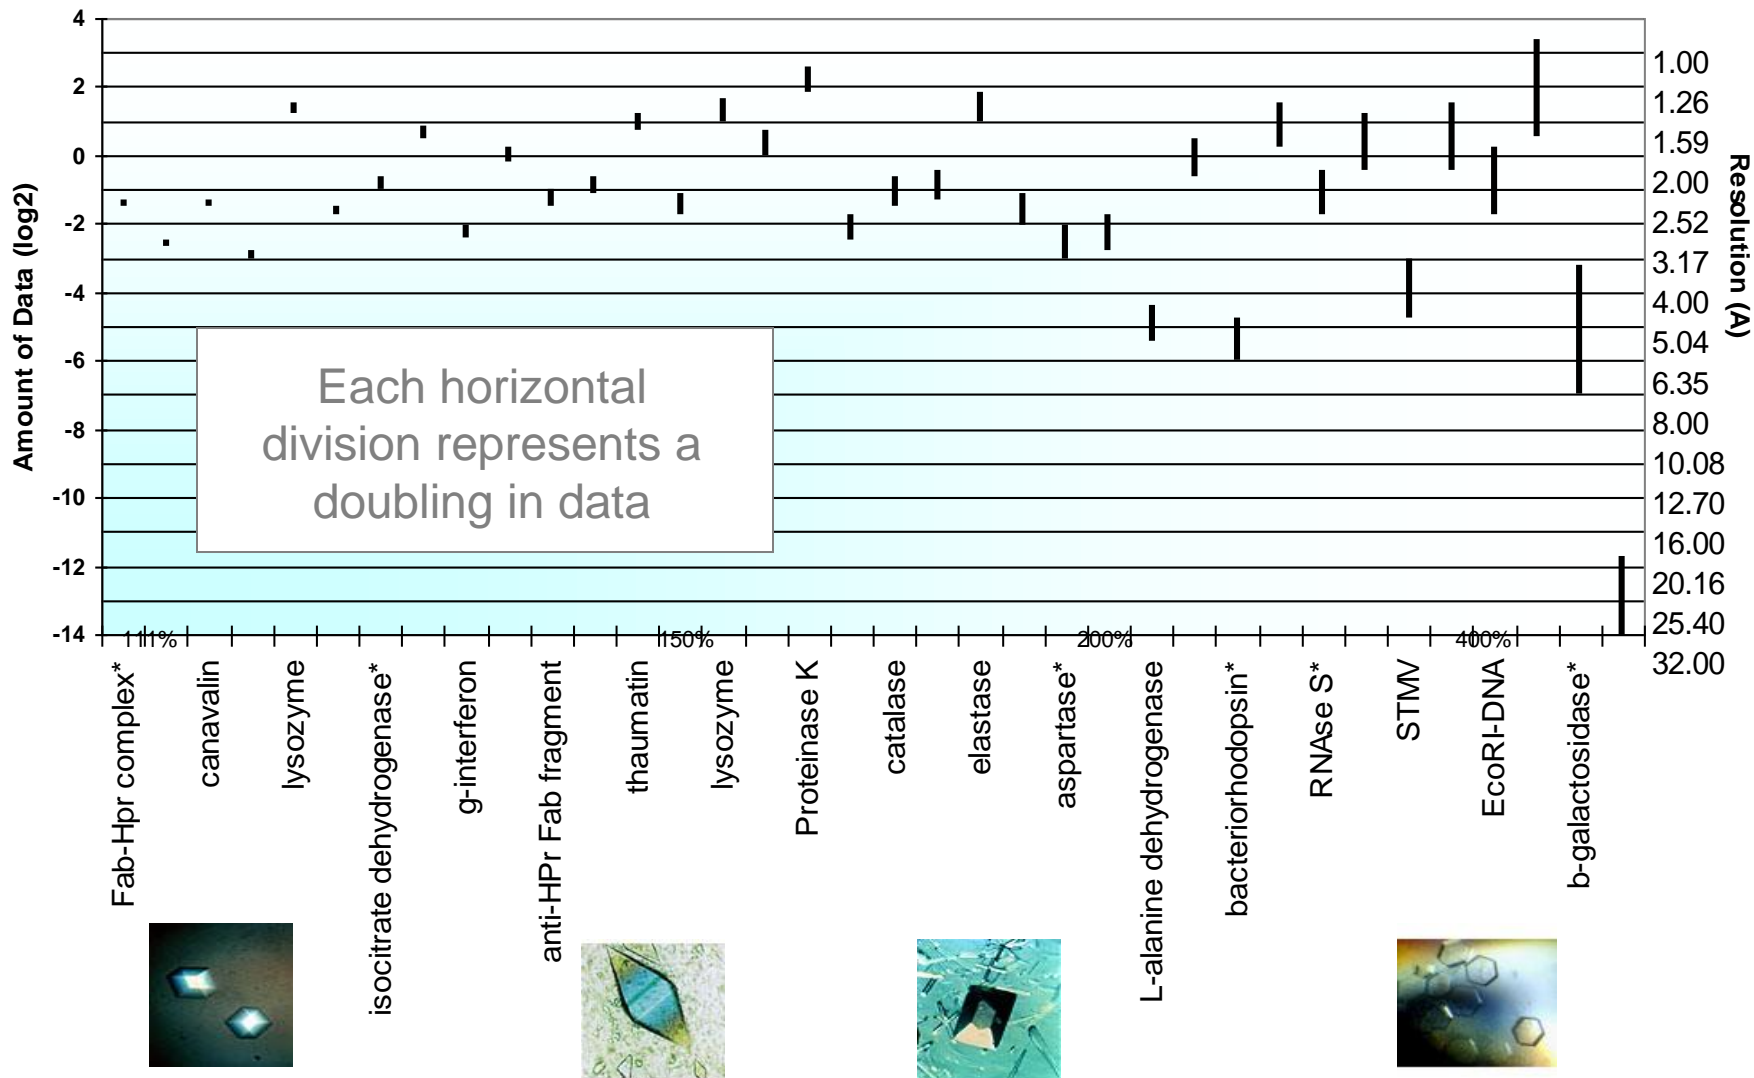 Amount of Data (log2)
4
2
0
-2
-4
-6
-8
-10
-12
-14
Each horizontal
division represents a
doubling in data
1.00
1.26
1.59
2.00
2.52
3.17
4.00
5.04
6.35
8.00
10.08
12.70
16.00
20.16
25.40
32.00
Resolution (A)
111%
150%
200%
400%
Fab-Hpr complex*
canavalin
lysozyme
isocitrate dehydrogenase*
g-interferon
anti-HPr Fab fragment
thaumatin
lysozyme
Proteinase K
catalase
elastase
aspartase*
L-alanine dehydrogenase
bacteriorhodopsin*
RNAse S*
STMV
EcoRI-DNA
b-galactosidase*